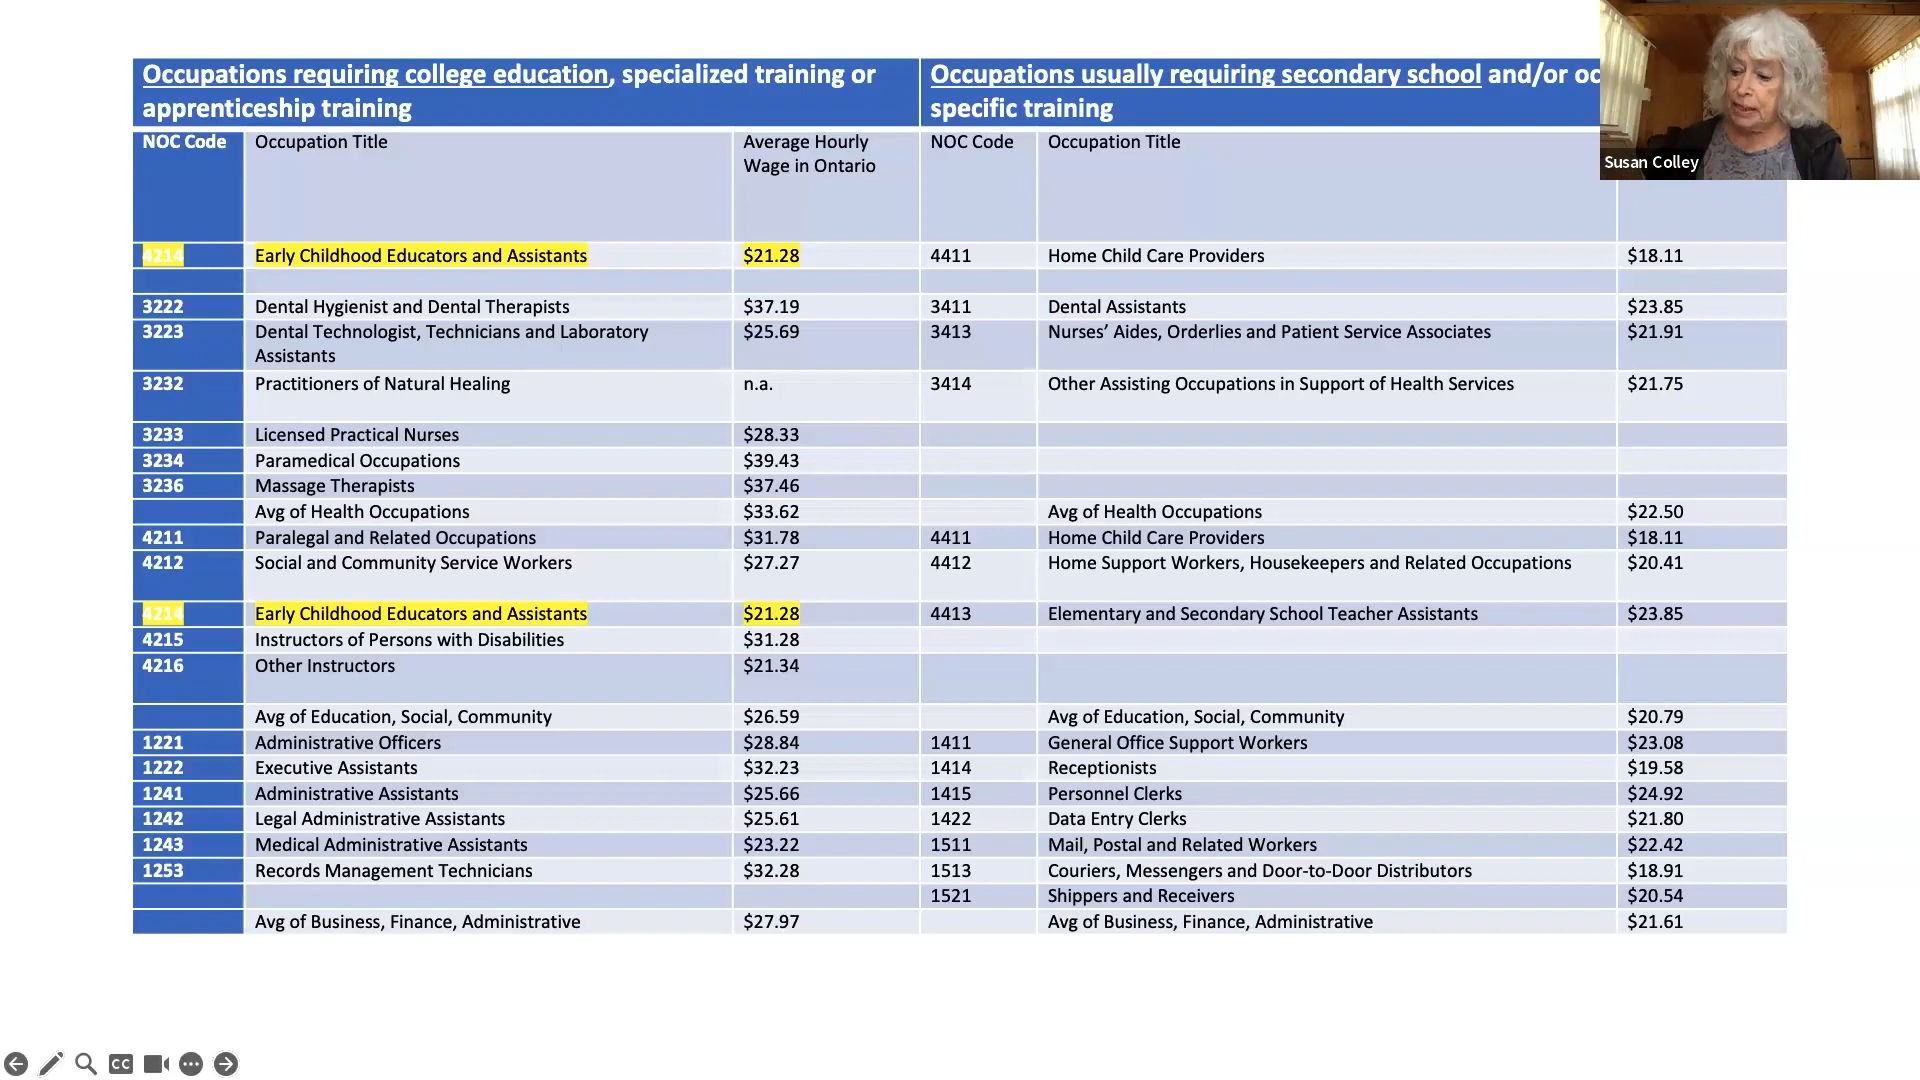 Occupations requiring college education, specialized training or
apprenticeship training
Occupations usually requiring secondary school and/or oc
specific training
NOC Code Occupation Title Average Hourly NOC Code Occupation Title
Wage in Ontario
Susan Colley
4214 Early Childhood Educators and Assistants $21.28 4411 Home Child Care Providers $18.11
3222 Dental Hygienist and Dental Therapists $37.19 3411 Dental Assistants $23.85
3223 Dental Technologist, Technicians and Laboratory $25.69 3413 Nurses’ Aides, Orderlies and Patient Service Associates $21.91
Assistants
3232 Practitioners of Natural Healing n.a. 3414 Other Assisting Occupations in Support of Health Services $21.75
3233 Licensed Practical Nurses $28.33
3234 Paramedical Occupations $39.43
3236 Massage Therapists $37.46
Avg of Health Occupations $33.62 Avg of Health Occupations $22.50
4211 Paralegal and Related Occupations $31.78 4411 Home Child Care Providers $18.11
4212 Social and Community Service Workers $27.27 4412 Home Support Workers, Housekeepers and Related Occupations $20.41
4214 Early Childhood Educators and Assistants $21.28 4413 Elementary and Secondary School Teacher Assistants $23.85
4215 Instructors of Persons with Disabilities $31.28
4216 Other Instructors $21.34
Avg of Education, Social, Community $26.59 Avg of Education, Social, Community $20.79
1221 Administrative Officers $28.84 1411 General Office Support Workers $23.08
1222 Executive Assistants $32.23 1414 Receptionists $19.58
1241 Administrative Assistants $25.66 1415 Personnel Clerks $24.92
1242 Legal Administrative Assistants $25.61 1422 Data Entry Clerks $21.80
1243 Medical Administrative Assistants $23.22 1511 Mail, Postal and Related Workers $22.42
1253 Records Management Technicians $32.28 1513 Couriers, Messengers and Door-to-Door Distributors $18.91
1521 Shippers and Receivers $20.54
Avg of Business, Finance, Administrative $27.97 Avg of Business, Finance, Administrative $21.61
CC